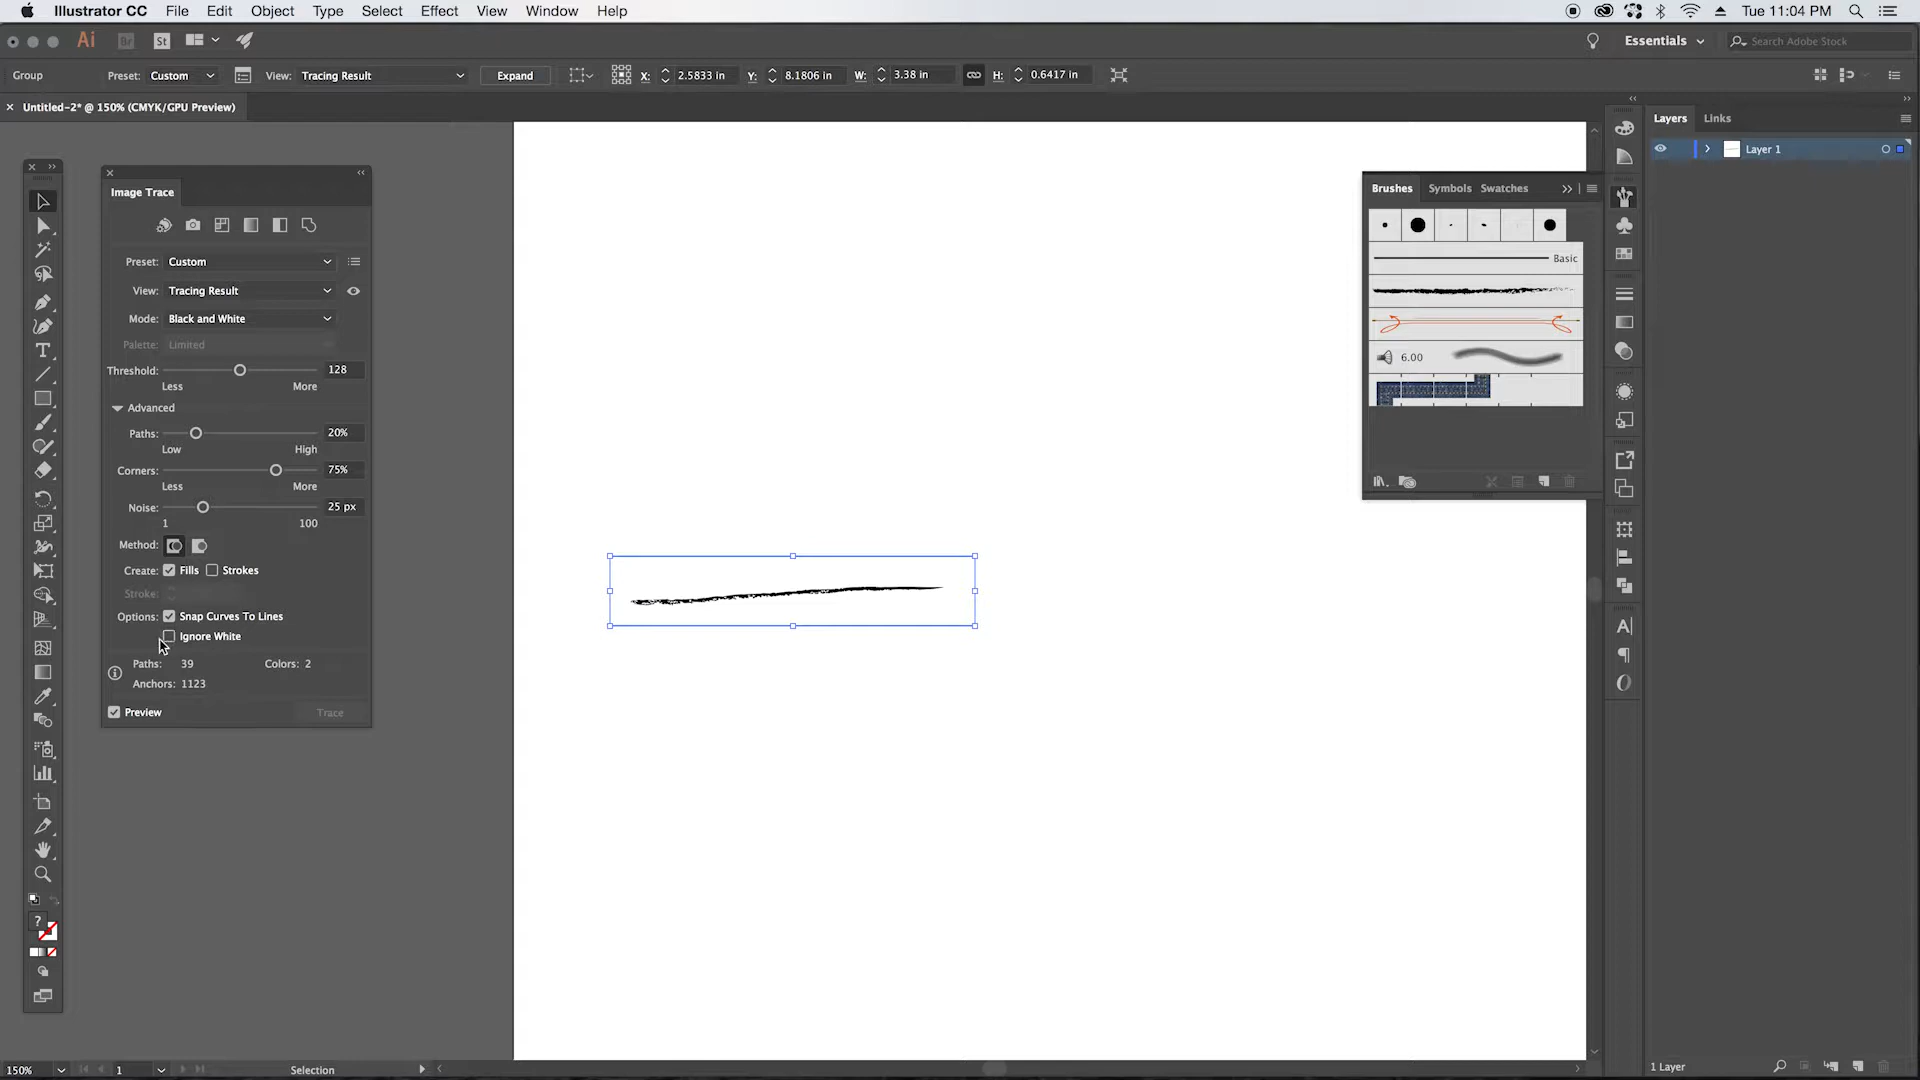 Illustrator CC File Edit Object Type Select Effect View Window Help Tue 11:04 PM
Ai Br St Essentials Search Adobe Stock
Group Preset: Custom View: Tracing Result Expand X: 2.5833 in Y: 8.1806 in W: 3.38 in H: 0.6417 in
× Untitled-2* @ 150% (CMYK/GPU Preview)
Layers Links
Layer 1
Image Trace
Preset: Custom
View: Tracing Result
Mode: Black and White
Palette: Limited
Threshold: 128
Less More
Advanced
Paths: 20%
Low High
Corners: 75%
Less More
Noise: 25 px
1 100
Method:
Create: Fills Strokes
Stroke:
Options: Snap Curves To Lines
Ignore White
Paths: 39 Colors: 2
Anchors: 1123
Preview Trace
Brushes Symbols Swatches
Basic
6.00
150% 1 Selection
1 Layer